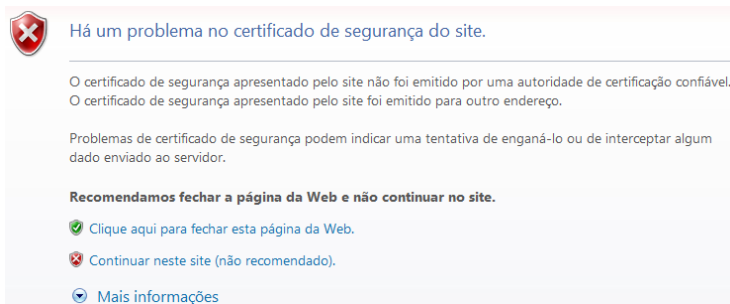 Há um problema no certificado de segurança do site.
O certificado de segurança apresentado pelo site não foi emitido por uma autoridade de certificação confiável.
O certificado de segurança apresentado pelo site foi emitido para outro endereço.
Problemas de certificado de segurança podem indicar uma tentativa de enganá-lo ou de interceptar algum
dado enviado ao servidor.
Recomendamos fechar a página da Web e não continuar no site.
Clique aqui para fechar esta página da Web.
Continuar neste site (não recomendado).
Mais informações